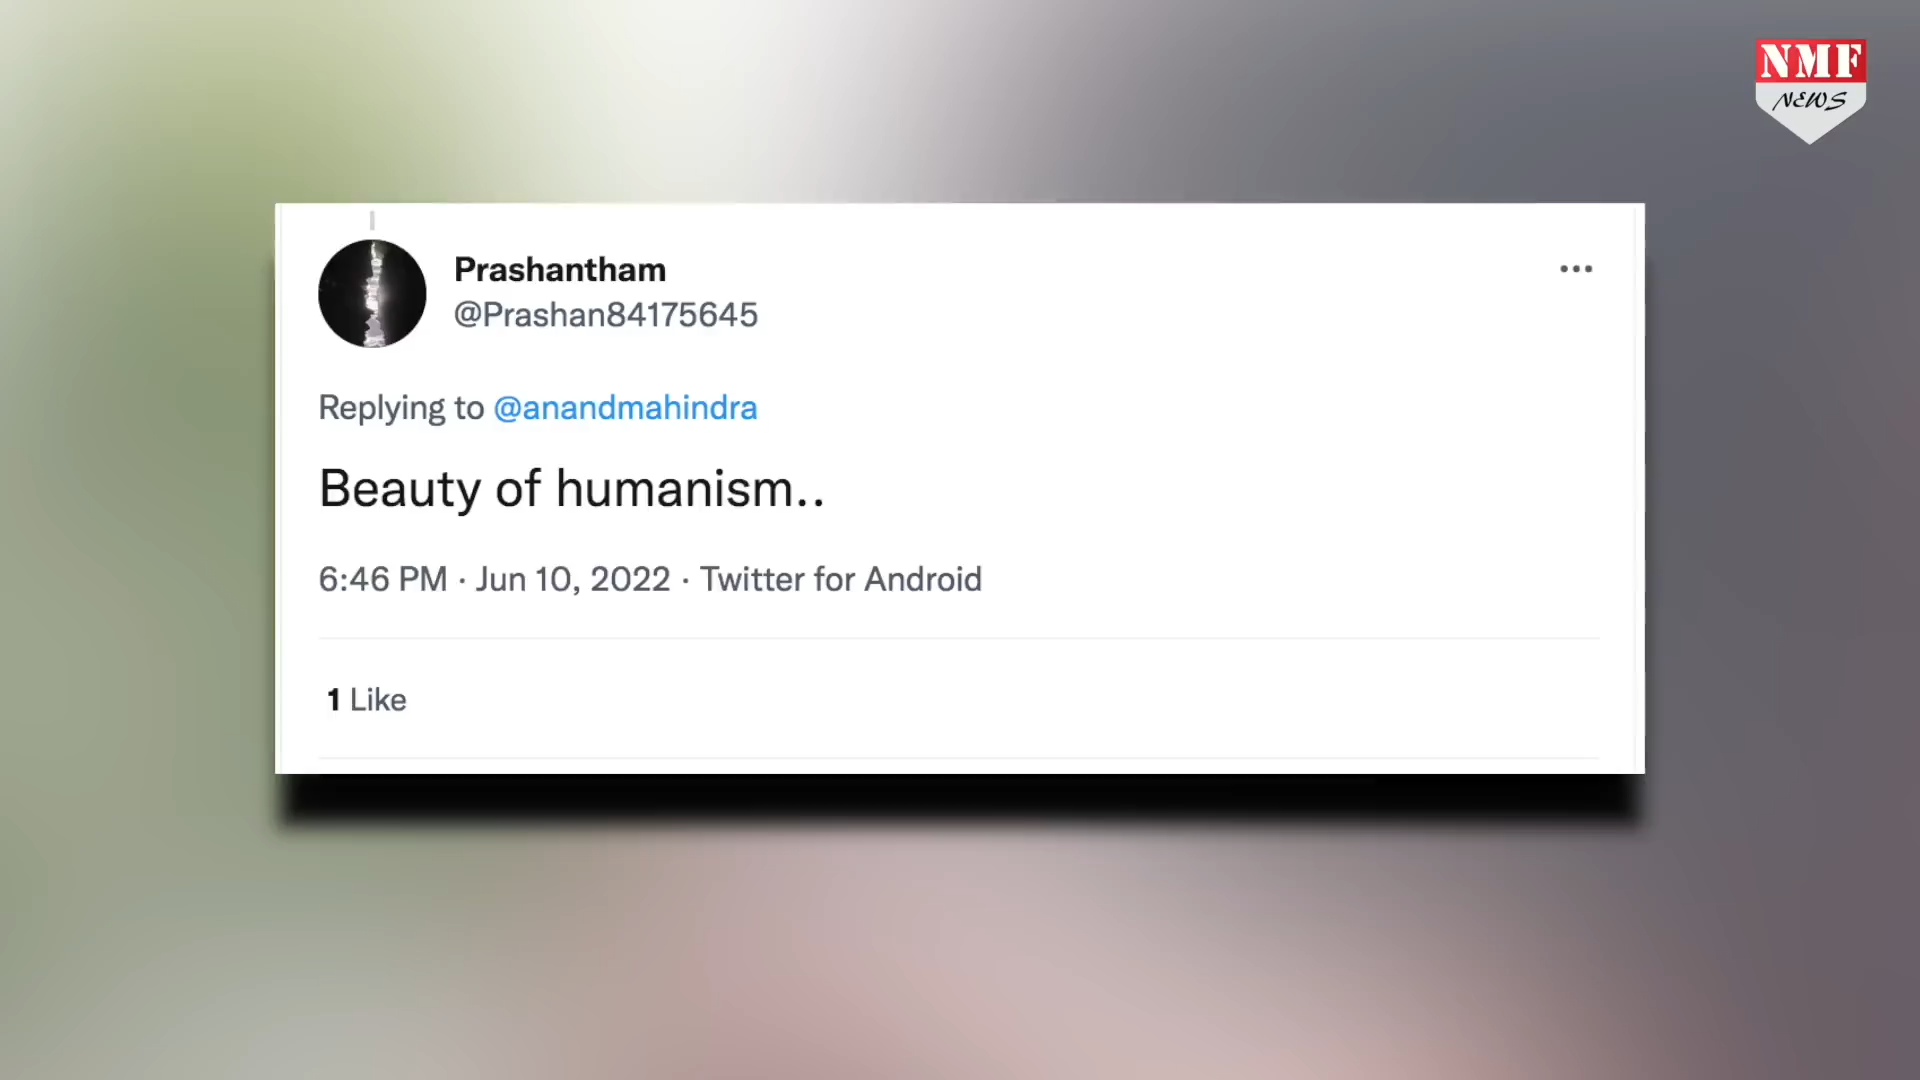 NMF
NEWS
Prashantham
@Prashan84175645
Replying to @anandmahindra
Beauty of humanism..
6:46 PM · Jun 10, 2022 · Twitter for Android
1 Like